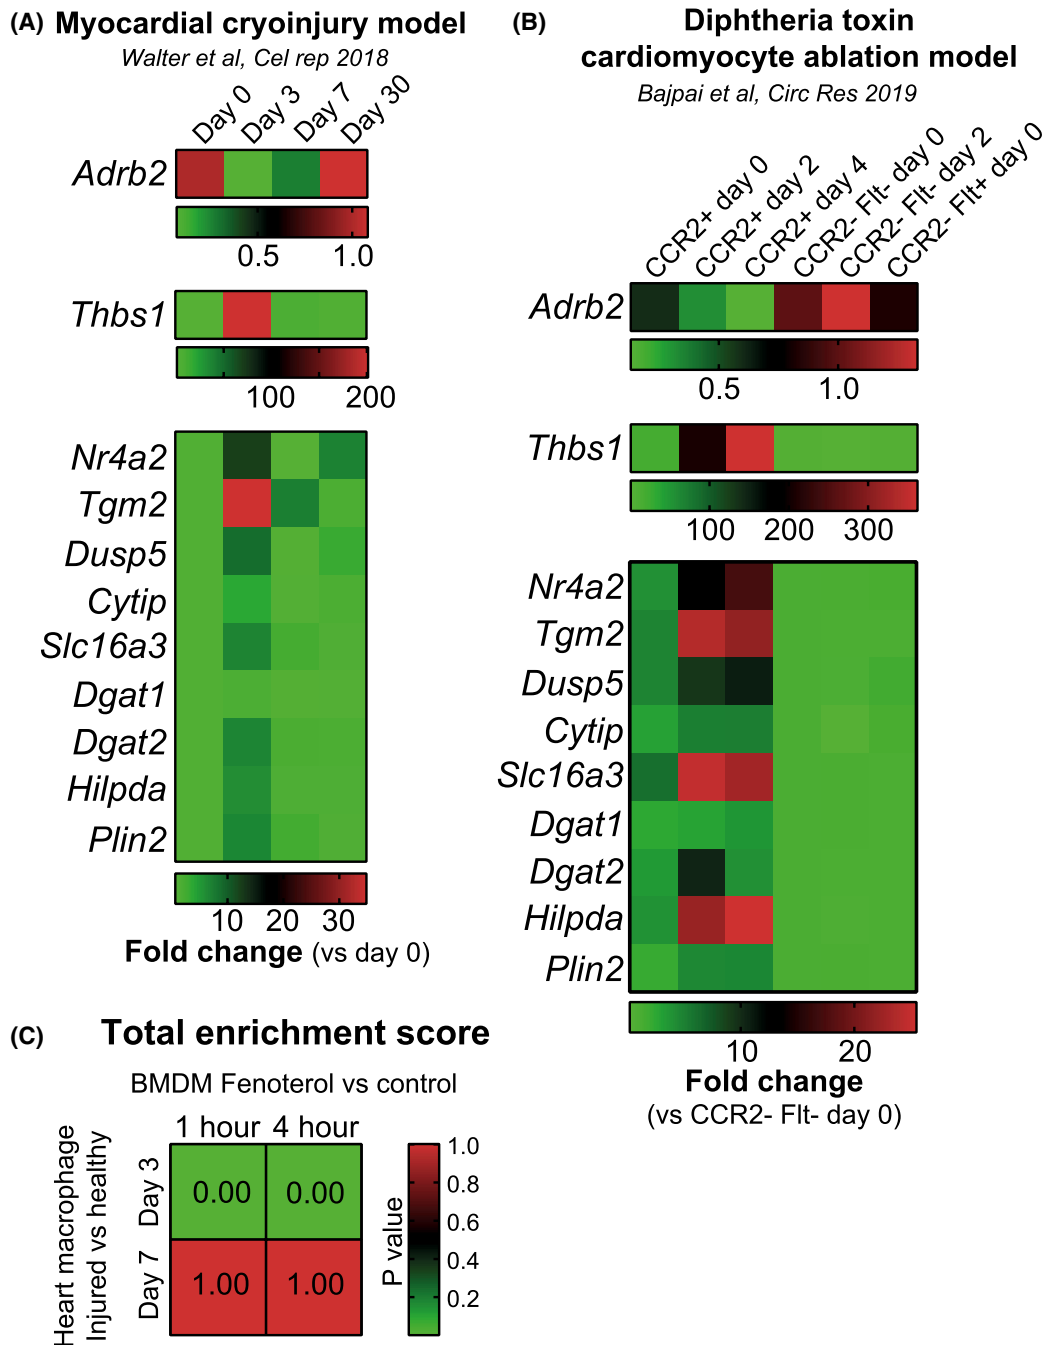 (A) Myocardial cryoinjury model
Walter et al, Cel rep 2018
Day 0
Day 3
Day 7
Day 30
Adrb2
0.5 1.0
Thbs1
100 200
Nr4a2
Tgm2
Dusp5
Cytip
Slc16a3
Dgat1
Dgat2
Hilpda
Plin2
10 20 30
Fold change (vs day 0)
(B) Diphtheria toxin
cardiomyocyte ablation model
Bajpai et al, Circ Res 2019
CCR2+ day 0
CCR2+ day 2
CCR2+ day 4
CCR2- Flt- day 0
CCR2- Flt- day 2
CCR2- Flt+ day 0
Adrb2
0.5 1.0
Thbs1
100 200 300
Nr4a2
Tgm2
Dusp5
Cytip
Slc16a3
Dgat1
Dgat2
Hilpda
Plin2
10 20
Fold change
(vs CCR2- Flt- day 0)
(C) Total enrichment score
BMDM Fenoterol vs control
1 hour 4 hour
Heart macrophage
Injured vs healthy
Day 3
0.00 0.00
Day 7
1.00 1.00
P value
1.0
0.8
0.6
0.4
0.2